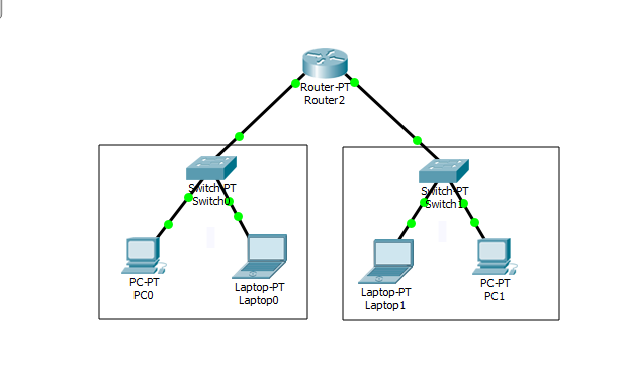 Router-PT
Router2
Switch-PT
Switch0
Switch-PT
Switch1
PC-PT
PC0
Laptop-PT
Laptop0
Laptop-PT
Laptop1
PC-PT
PC1